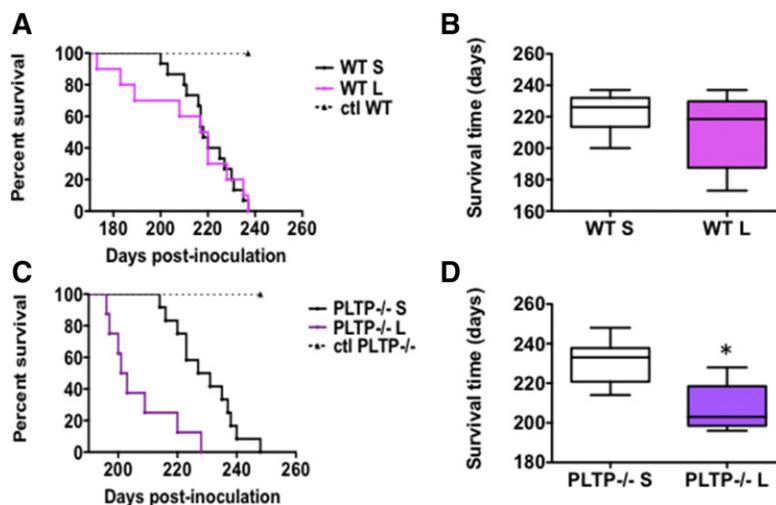 A
Percent survival
100
80
60
40
20
0
180 200 220 240 260
Days post-inoculation
WT S
WT L
ctl WT
B
Survival time (days)
260
240
220
200
180
160
WT S WT L
C
Percent survival
100
80
60
40
20
0
200 220 240 260
Days post-inoculation
PLTP-/- S
PLTP-/- L
ctl PLTP-/-
D
Survival time (days)
260
240
220
200
180
*
PLTP-/- S PLTP-/- L